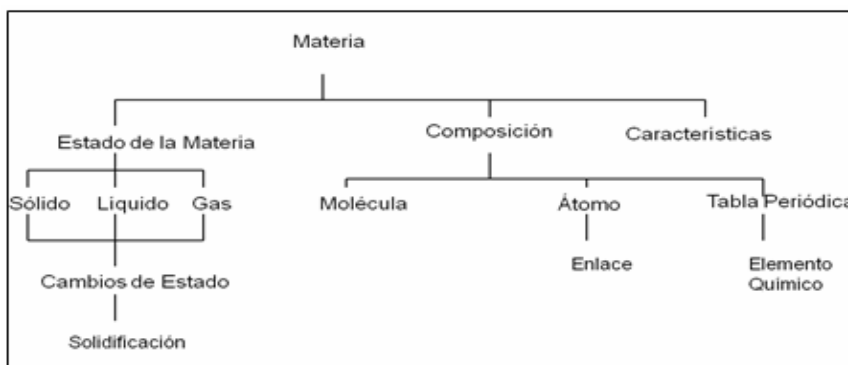 Materia
Estado de la Materia
Composición
Características
Sólido
Líquido
Gas
Molécula
Átomo
Tabla Periódica
Cambios de Estado
Enlace
Elemento
Químico
Solidificación